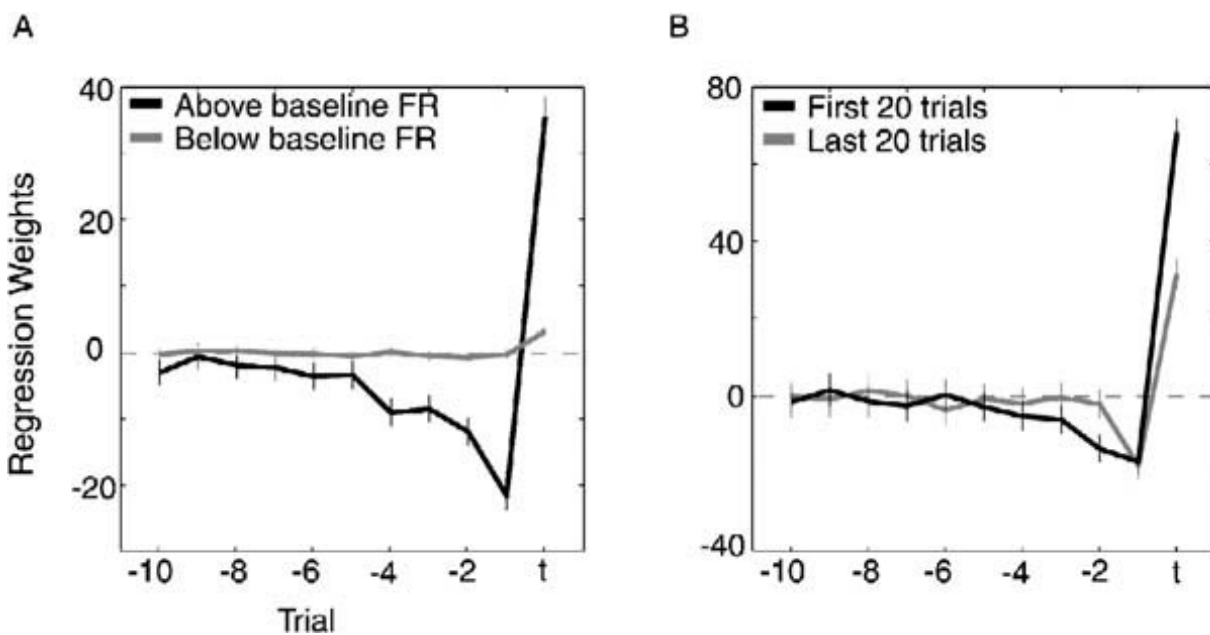 A
B
Regression Weights
40
20
0
-20
Above baseline FR
Below baseline FR
-10
-8
-6
-4
-2
t
Trial
80
40
0
-40
First 20 trials
Last 20 trials
-10
-8
-6
-4
-2
t